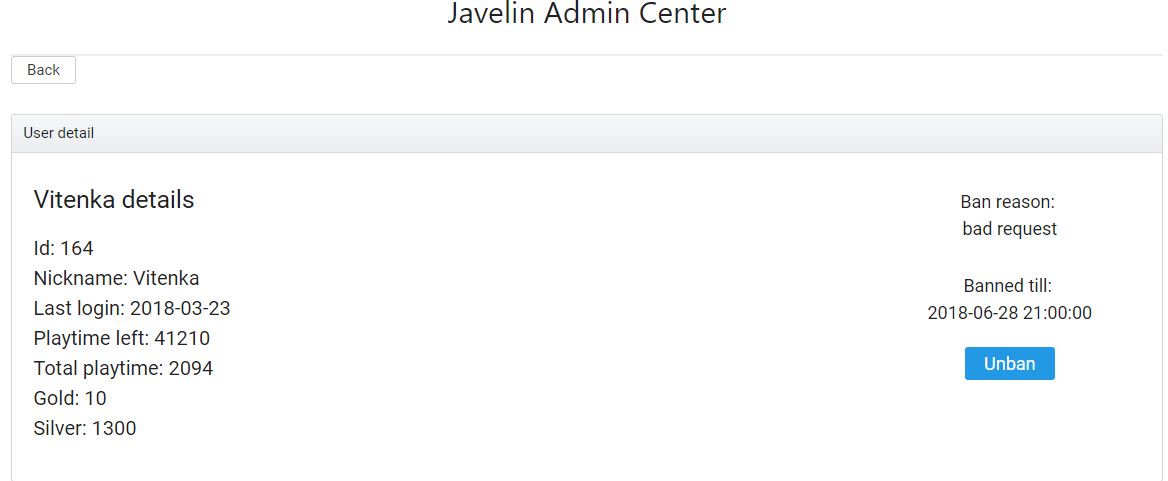 Javelin Admin Center
Back
User detail
Vitenka details
Id: 164
Nickname: Vitenka
Last login: 2018-03-23
Playtime left: 41210
Total playtime: 2094
Gold: 10
Silver: 1300
Ban reason:
bad request
Banned till:
2018-06-28 21:00:00
Unban